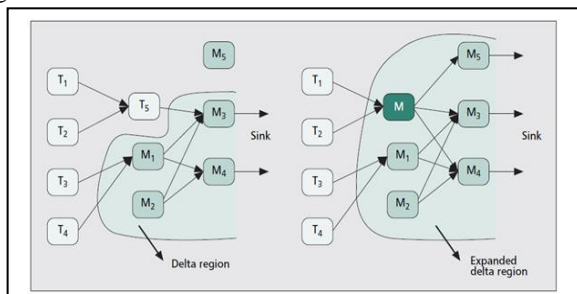 M5
T1
T5
M3
T2
Sink
M1
T3
M4
M2
T4
Delta region
M5
T1
M
M3
T2
Sink
M1
T3
M4
M2
T4
Expanded
delta region